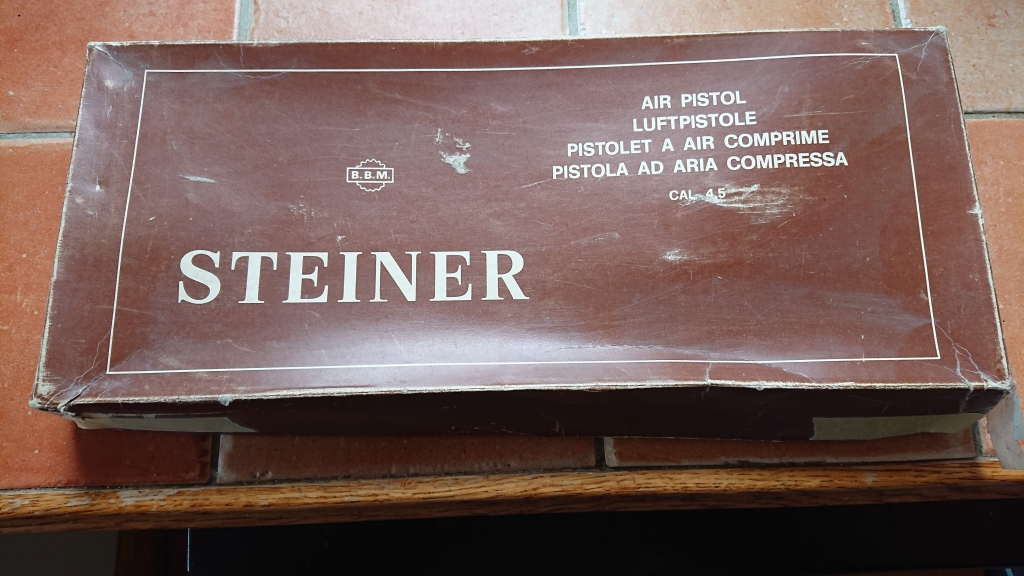 AIR PISTOL
LUFTPISTOLE
PISTOLET A AIR COMPRIME
PISTOLA AD ARIA COMPRESSA
CAL. 4,5
B.B.M.
STEINER